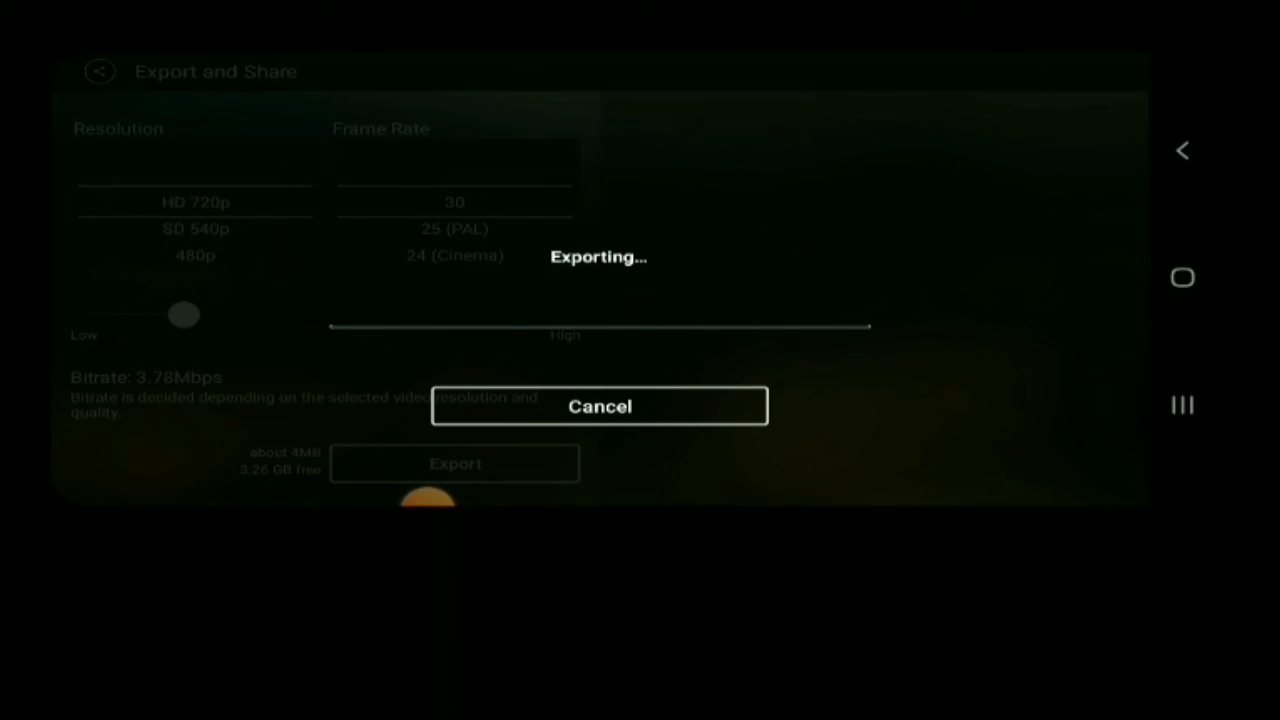 Export and Share
Resolution
Frame Rate
HD 720p
30
SD 540p
25 (PAL)
480p
24 (Cinema)
Exporting...
Low
High
Bitrate: 3.78Mbps
Bitrate is decided depending on the selected video resolution and
quality.
Cancel
about 4MB
3.26 GB free
Export